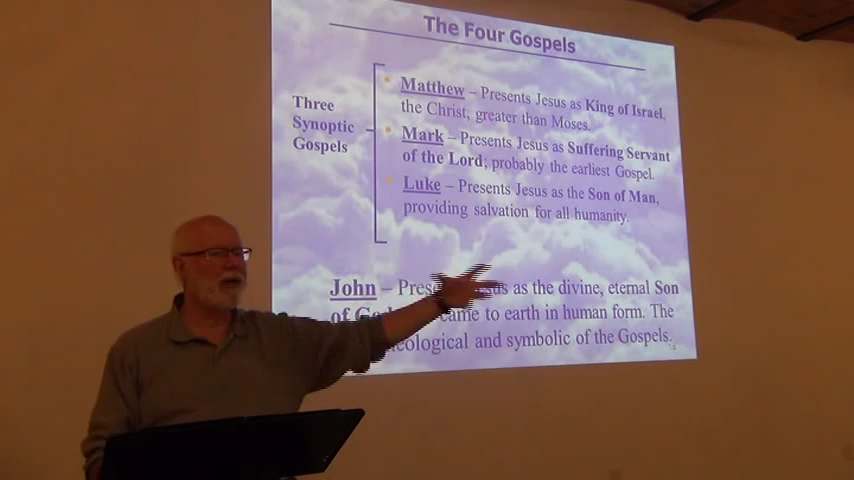 The Four Gospels
Three
Synoptic
Gospels
Matthew – Presents Jesus as King of Israel,
the Christ, greater than Moses.
Mark – Presents Jesus as Suffering Servant
of the Lord; probably the earliest Gospel.
Luke – Presents Jesus as the Son of Man,
providing salvation for all humanity.
John – as the divine, eternal Son
of came to earth in human form. The
and symbolic of the Gospels.